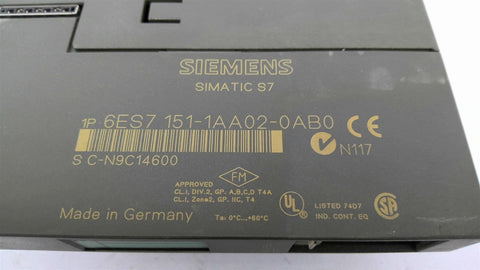 SIEMENS
SIMATIC S7
1P 6ES7 151-1AA02-0AB0 CE
N117
S C-N9C14600
FM
APPROVED
CL.I, DIV.2, GP. A,B,C,D T4A
CL.I, Zone2, GP. IIC, T4
Ta: 0°C...+60°C
Made in Germany
UL
LISTED 74D7
IND. CONT. EQ